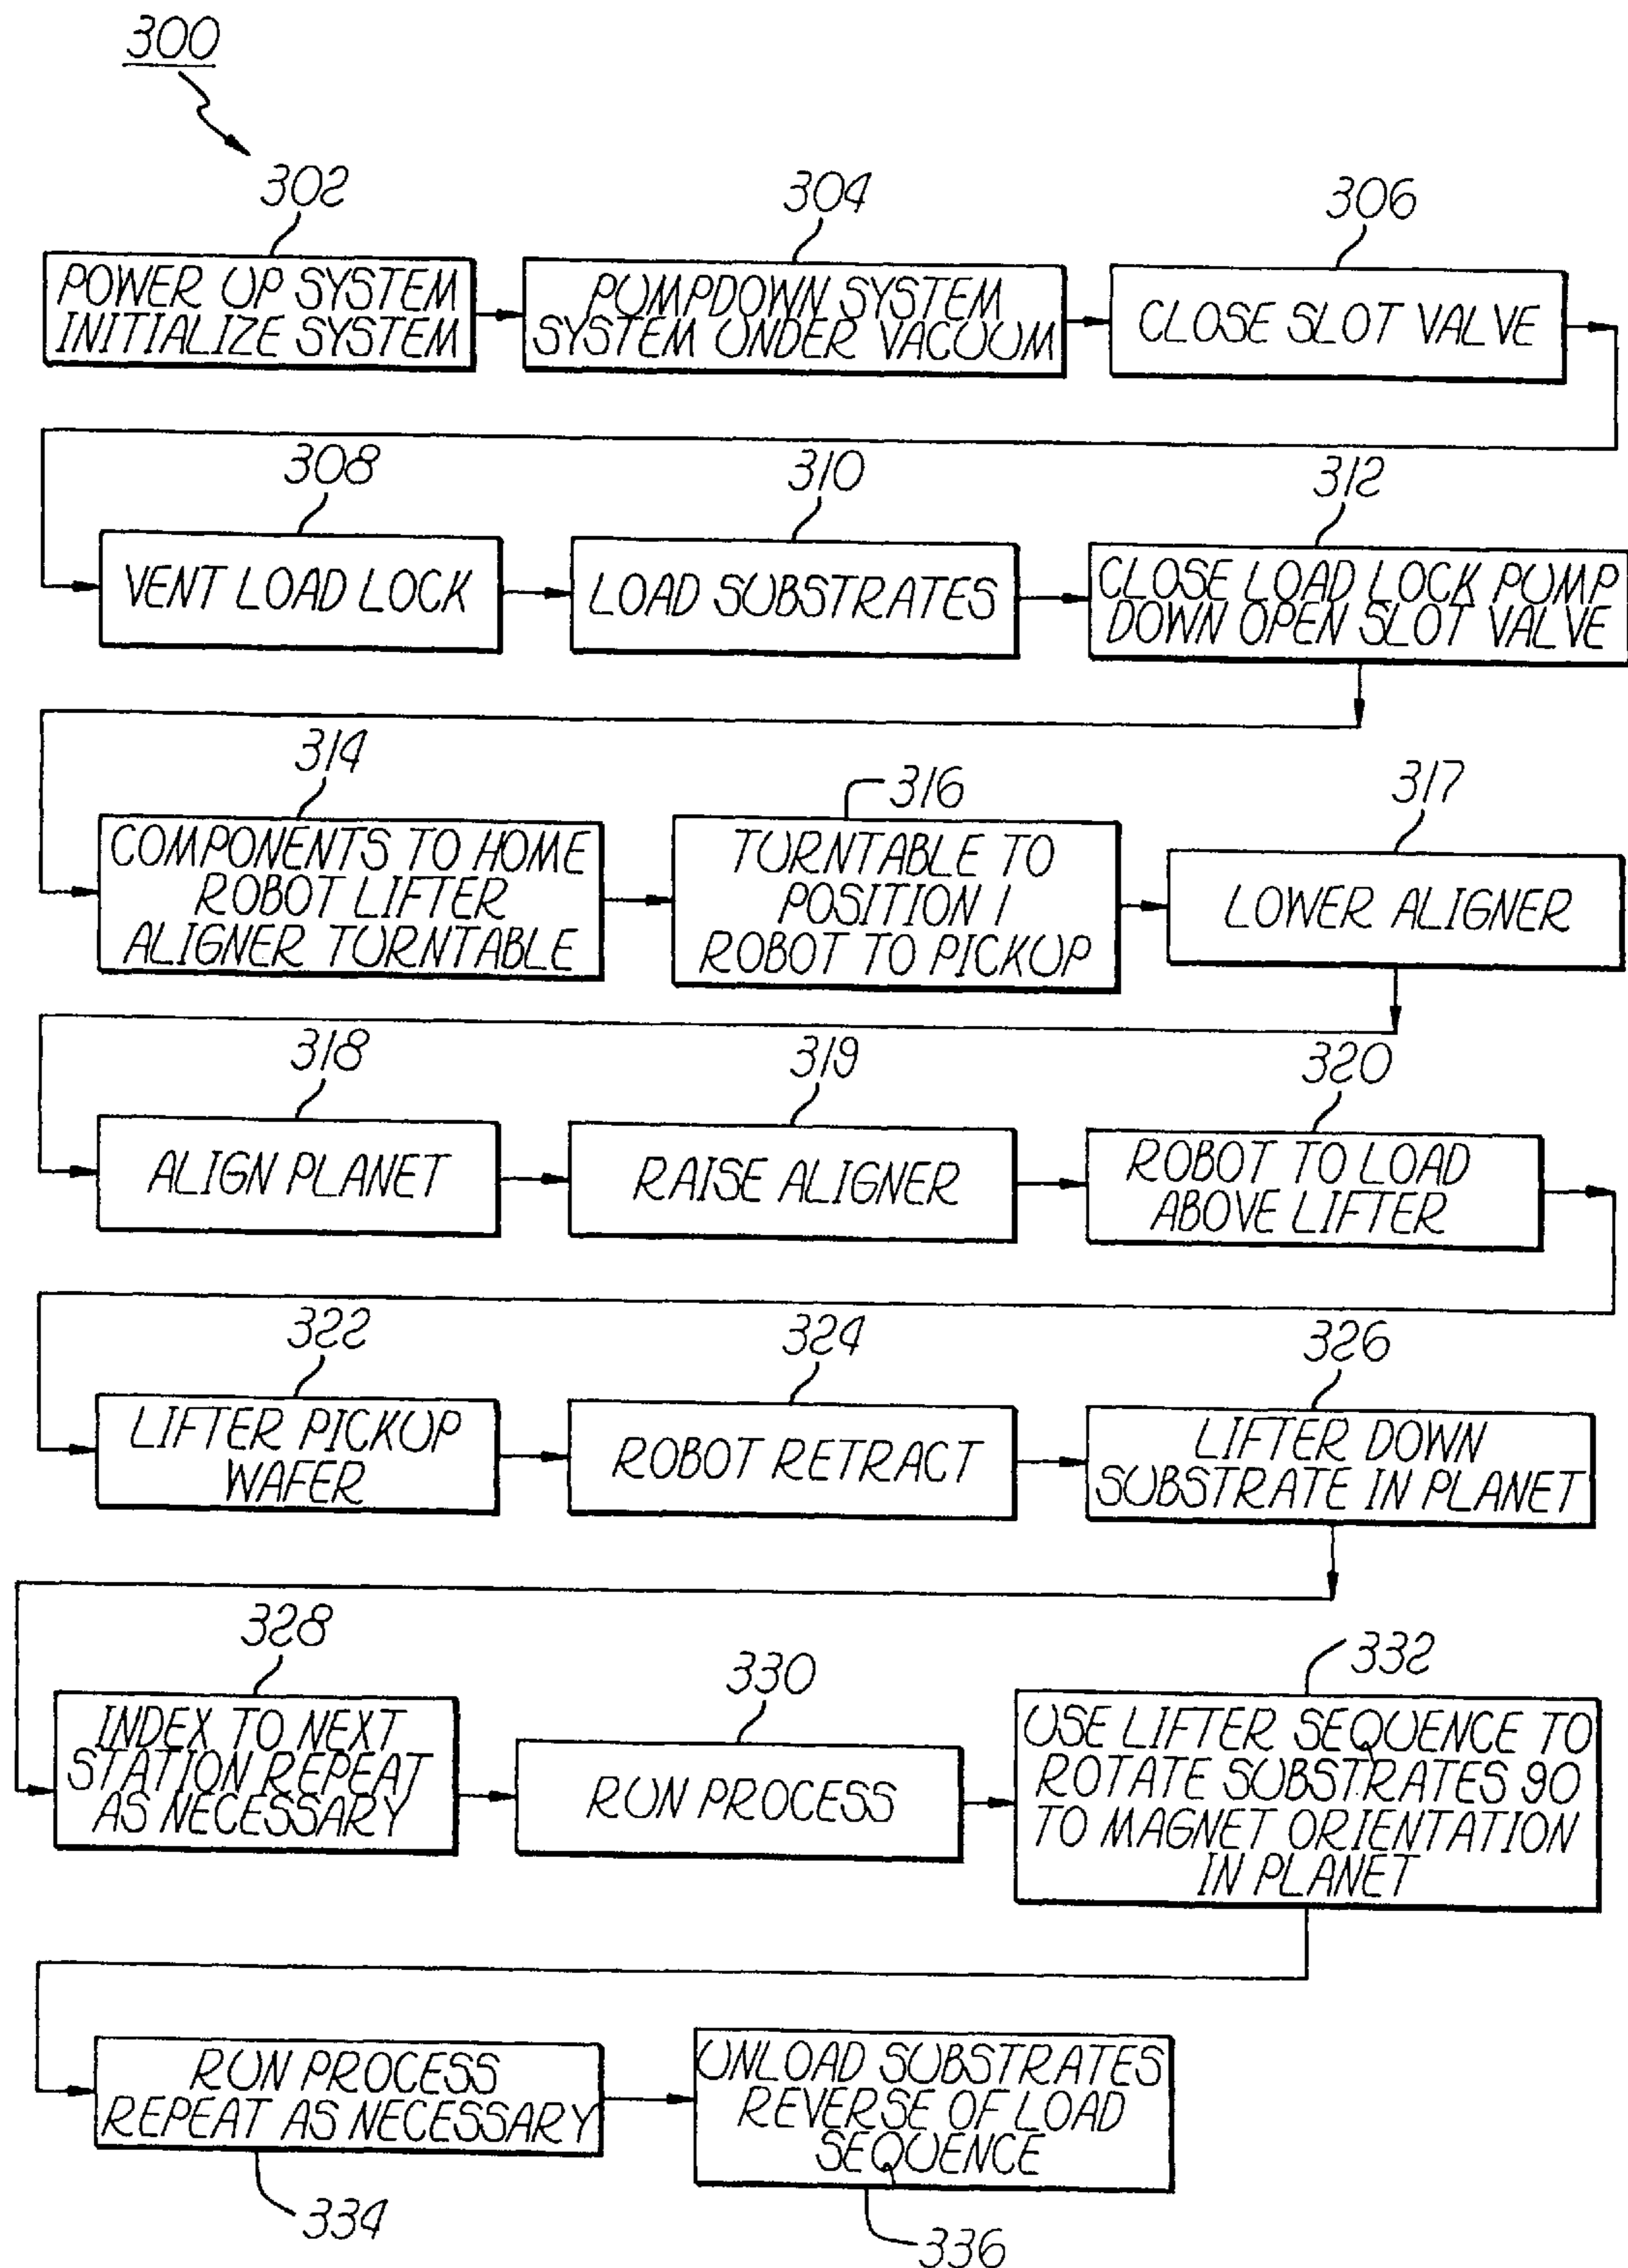 300
302
304
306
POWER UP SYSTEM
INITIALIZE SYSTEM
PUMPDOWN SYSTEM
SYSTEM UNDER VACUUM
CLOSE SLOT VALVE
308
310
312
VENT LOAD LOCK
LOAD SUBSTRATES
CLOSE LOAD LOCK PUMP
DOWN OPEN SLOT VALVE
314
316
317
COMPONENTS TO HOME
ROBOT LIFTER
ALIGNER TURNTABLE
TURNTABLE TO
POSITION 1
ROBOT TO PICKUP
LOWER ALIGNER
318
319
320
ALIGN PLANET
RAISE ALIGNER
ROBOT TO LOAD
ABOVE LIFTER
322
324
326
LIFTER PICKUP
WAFER
ROBOT RETRACT
LIFTER DOWN
SUBSTRATE IN PLANET
328
330
332
INDEX TO NEXT
STATION REPEAT
AS NECESSARY
RUN PROCESS
USE LIFTER SEQUENCE TO
ROTATE SUBSTRATES 90
TO MAGNET ORIENTATION
IN PLANET
RUN PROCESS
REPEAT AS NECESSARY
UNLOAD SUBSTRATES
REVERSE OF LOAD
SEQUENCE
334
336